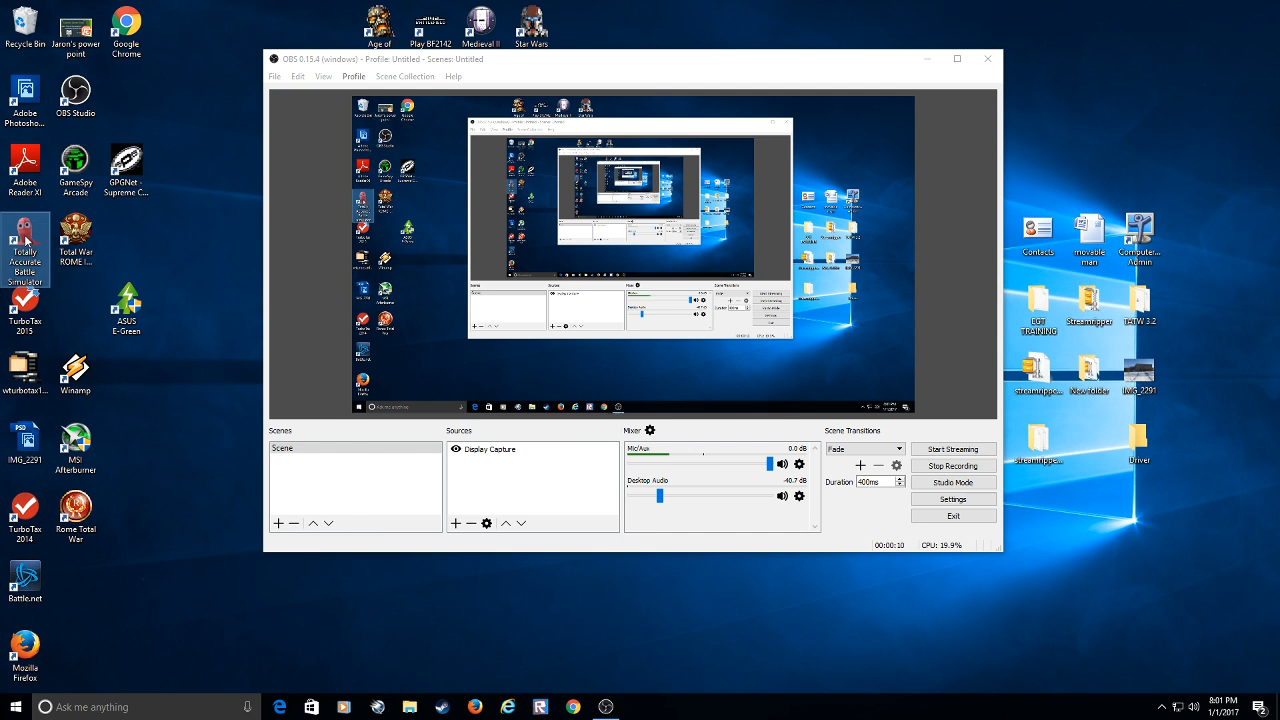 Recycle Bin
Jaron's power
point
Google
Chrome
Age of
Play BF2142
Medieval II
Star Wars
Adobe
Photosho...
OBS Studio
Adobe
Reader XI
GameSpy
Arcade
GPGNet -
Supreme C...
Totally
Accurate
Battle
Simulator
Total War
ROME I...
TurboTax
2014
ASUS
E-Green
wturbotax1...
Winamp
IMG_2291
MSI
Afterburner
TurboTax
2014
Rome Total
War
Battle.net
Mozilla
Firefox
OBS 0.15.4 (windows) - Profile: Untitled - Scenes: Untitled
File Edit View Profile Scene Collection Help
Scenes
Scene
Sources
Display Capture
Mixer
Mic/Aux 0.0 dB
Desktop Audio -40.7 dB
Scene Transitions
Fade
Duration 400ms
Start Streaming
Stop Recording
Studio Mode
Settings
Exit
00:00:10 CPU: 19.9%
Contacts
movable
man
Computer...
Admin
EGT
TRAINING
Streamripper
TATW 3.2
streamrippe...
New folder
IMG_2291
streamrippe...
Driver
Ask me anything
8:01 PM
1/1/2017